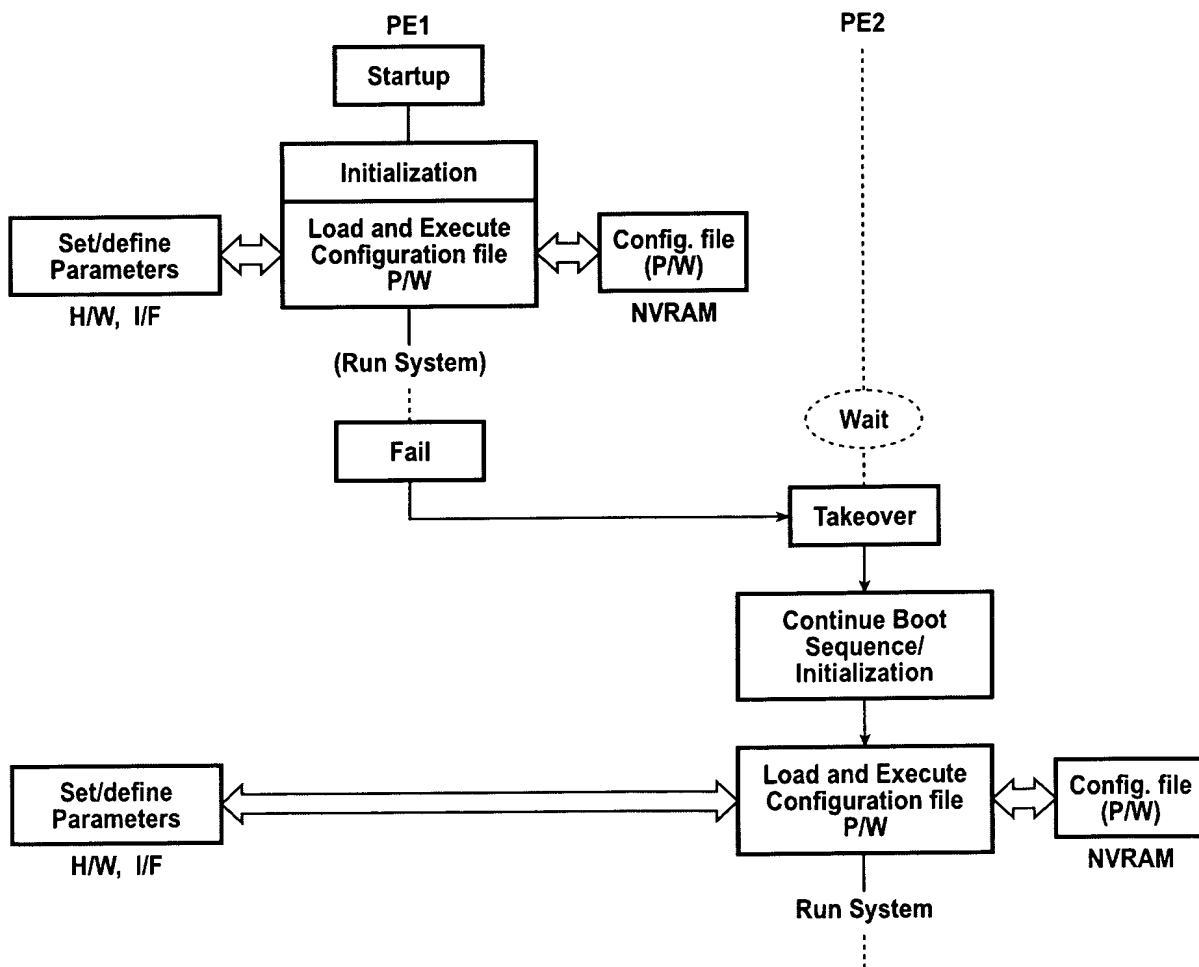 PE1
PE2
Startup
Initialization
Load and Execute
Configuration file
P/W
Set/define
Parameters
H/W, I/F
Config. file
(P/W)
NVRAM
(Run System)
Wait
Fail
Takeover
Continue Boot
Sequence/
Initialization
Set/define
Parameters
H/W, I/F
Load and Execute
Configuration file
P/W
Config. file
(P/W)
NVRAM
Run System